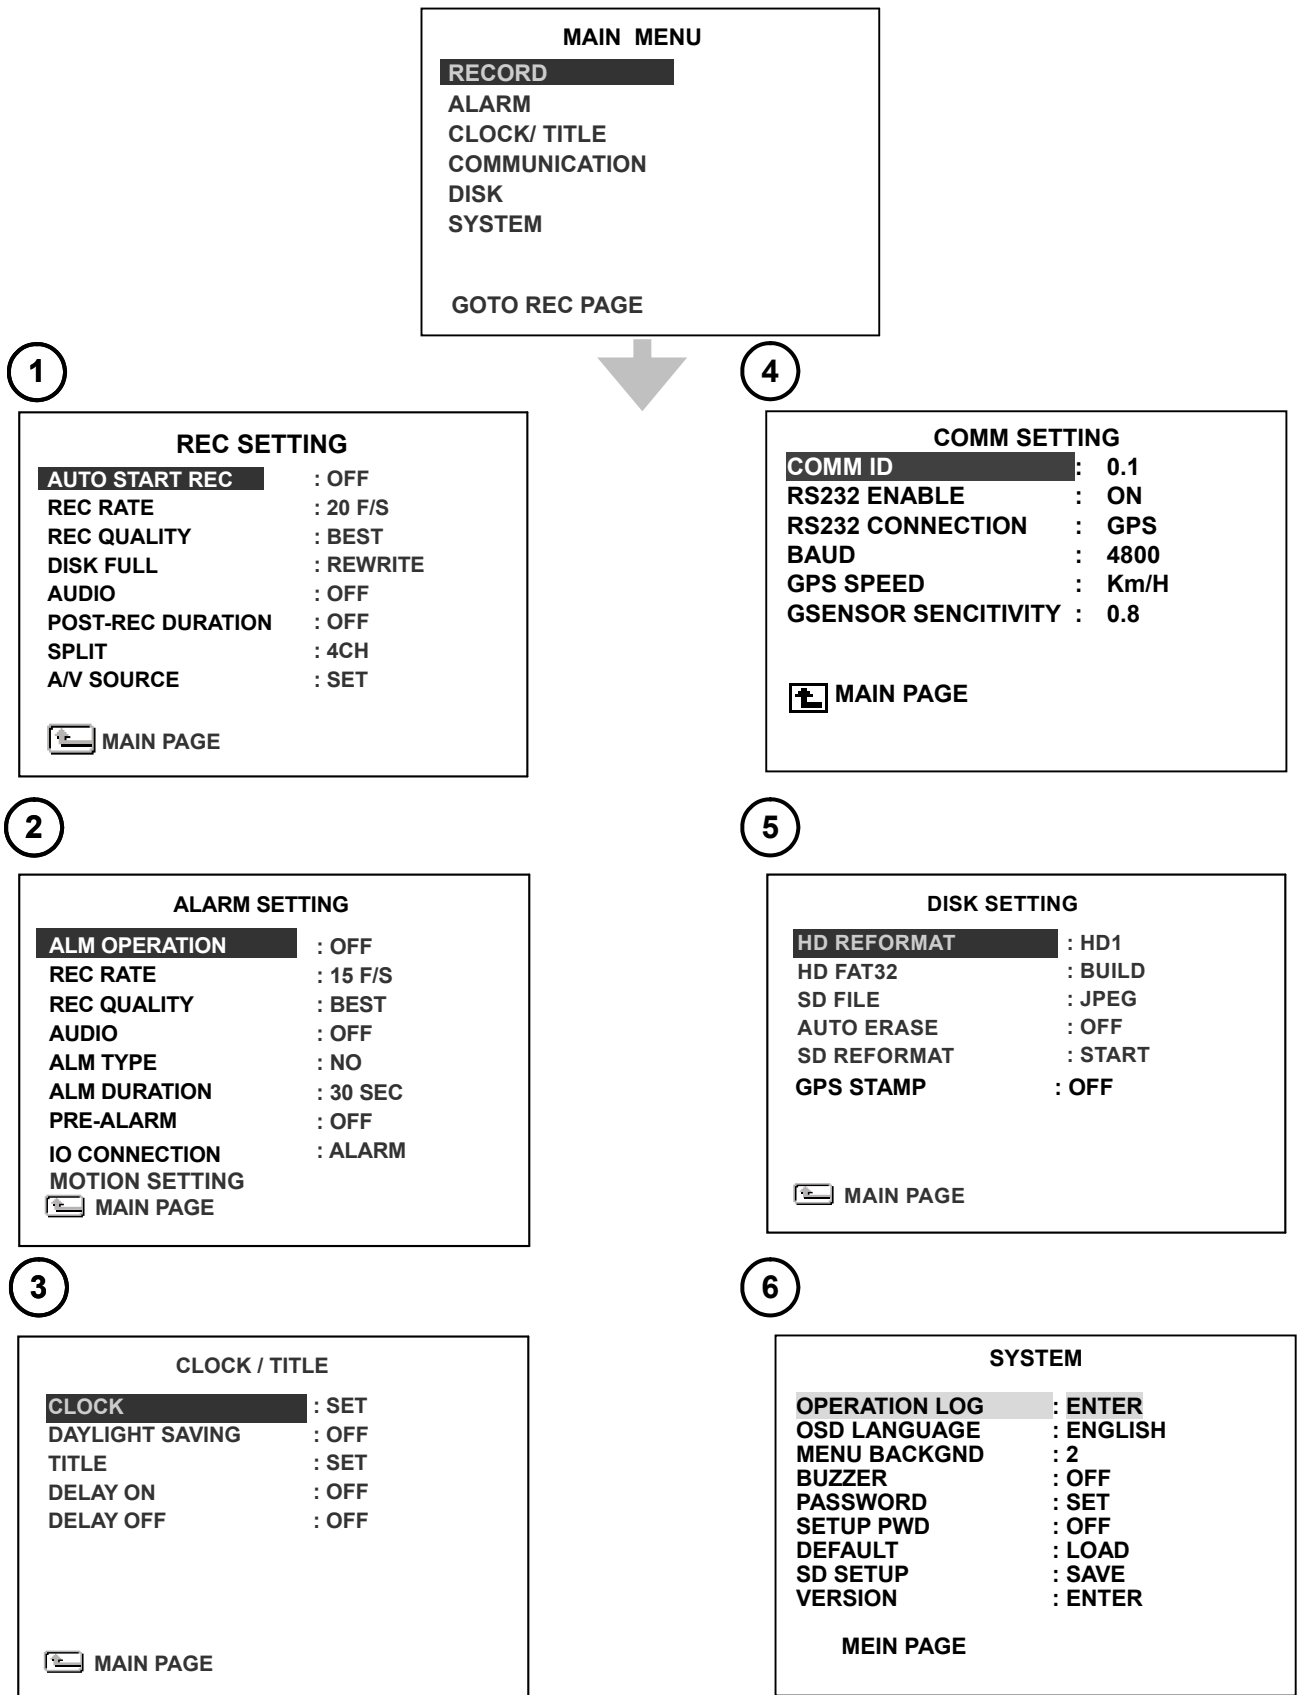 MAIN MENU
RECORD
ALARM
CLOCK/ TITLE
COMMUNICATION
DISK
SYSTEM
GOTO REC PAGE
1
REC SETTING
AUTO START REC : OFF
REC RATE : 20 F/S
REC QUALITY : BEST
DISK FULL : REWRITE
AUDIO : OFF
POST-REC DURATION : OFF
SPLIT : 4CH
A/V SOURCE : SET
MAIN PAGE
2
ALARM SETTING
ALM OPERATION : OFF
REC RATE : 15 F/S
REC QUALITY : BEST
AUDIO : OFF
ALM TYPE : NO
ALM DURATION : 30 SEC
PRE-ALARM : OFF
IO CONNECTION : ALARM
MOTION SETTING
MAIN PAGE
3
CLOCK / TITLE
CLOCK : SET
DAYLIGHT SAVING : OFF
TITLE : SET
DELAY ON : OFF
DELAY OFF : OFF
MAIN PAGE
4
COMM SETTING
COMM ID : 0.1
RS232 ENABLE : ON
RS232 CONNECTION : GPS
BAUD : 4800
GPS SPEED : Km/H
GSENSOR SENCITIVITY : 0.8
MAIN PAGE
5
DISK SETTING
HD REFORMAT : HD1
HD FAT32 : BUILD
SD FILE : JPEG
AUTO ERASE : OFF
SD REFORMAT : START
GPS STAMP : OFF
MAIN PAGE
6
SYSTEM
OPERATION LOG : ENTER
OSD LANGUAGE : ENGLISH
MENU BACKGND : 2
BUZZER : OFF
PASSWORD : SET
SETUP PWD : OFF
DEFAULT : LOAD
SD SETUP : SAVE
VERSION : ENTER
MEIN PAGE